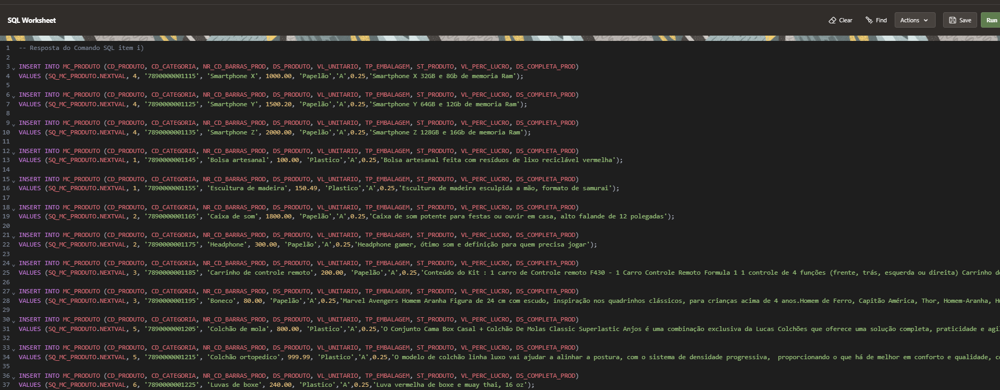 SQL Worksheet
Clear Find Actions Save Run
1 -- Resposta do Comando SQL item i)
2
3 INSERT INTO MC_PRODUTO (CD_PRODUTO, CD_CATEGORIA, NR_CD_BARRAS_PROD, DS_PRODUTO, VL_UNITARIO, TP_EMBALAGEM, ST_PRODUTO, VL_PERC_LUCRO, DS_COMPLETA_PROD)
4 VALUES (SQ_MC_PRODUTO.NEXTVAL, 4, '7890000001115', 'Smartphone X', 1000.00, 'Papelão','A',0.25,'Smartphone X 32GB e 8Gb de memoria Ram');
5
6 INSERT INTO MC_PRODUTO (CD_PRODUTO, CD_CATEGORIA, NR_CD_BARRAS_PROD, DS_PRODUTO, VL_UNITARIO, TP_EMBALAGEM, ST_PRODUTO, VL_PERC_LUCRO, DS_COMPLETA_PROD)
7 VALUES (SQ_MC_PRODUTO.NEXTVAL, 4, '7890000001125', 'Smartphone Y', 1500.20, 'Papelão','A',0.25,'Smartphone Y 64GB e 12Gb de memoria Ram');
8
9 INSERT INTO MC_PRODUTO (CD_PRODUTO, CD_CATEGORIA, NR_CD_BARRAS_PROD, DS_PRODUTO, VL_UNITARIO, TP_EMBALAGEM, ST_PRODUTO, VL_PERC_LUCRO, DS_COMPLETA_PROD)
10 VALUES (SQ_MC_PRODUTO.NEXTVAL, 4, '7890000001135', 'Smartphone Z', 2000.00, 'Papelão','A',0.25,'Smartphone Z 128GB e 16Gb de memoria Ram');
11
12 INSERT INTO MC_PRODUTO (CD_PRODUTO, CD_CATEGORIA, NR_CD_BARRAS_PROD, DS_PRODUTO, VL_UNITARIO, TP_EMBALAGEM, ST_PRODUTO, VL_PERC_LUCRO, DS_COMPLETA_PROD)
13 VALUES (SQ_MC_PRODUTO.NEXTVAL, 1, '7890000001145', 'Bolsa artesanal', 100.00, 'Plastico','A',0.25,'Bolsa artesanal feita com resíduos de lixo reciclável vermelha');
14
15 INSERT INTO MC_PRODUTO (CD_PRODUTO, CD_CATEGORIA, NR_CD_BARRAS_PROD, DS_PRODUTO, VL_UNITARIO, TP_EMBALAGEM, ST_PRODUTO, VL_PERC_LUCRO, DS_COMPLETA_PROD)
16 VALUES (SQ_MC_PRODUTO.NEXTVAL, 1, '7890000001155', 'Escultura de madeira', 150.49, 'Plastico','A',0.25,'Escultura de madeira esculpida a mão, formato de samurai');
17
18 INSERT INTO MC_PRODUTO (CD_PRODUTO, CD_CATEGORIA, NR_CD_BARRAS_PROD, DS_PRODUTO, VL_UNITARIO, TP_EMBALAGEM, ST_PRODUTO, VL_PERC_LUCRO, DS_COMPLETA_PROD)
19 VALUES (SQ_MC_PRODUTO.NEXTVAL, 2, '7890000001165', 'Caixa de som', 1800.00, 'Papelão','A',0.25,'Caixa de som potente para festas ou ouvir em casa, alto falande de 12 polegadas');
20
21 INSERT INTO MC_PRODUTO (CD_PRODUTO, CD_CATEGORIA, NR_CD_BARRAS_PROD, DS_PRODUTO, VL_UNITARIO, TP_EMBALAGEM, ST_PRODUTO, VL_PERC_LUCRO, DS_COMPLETA_PROD)
22 VALUES (SQ_MC_PRODUTO.NEXTVAL, 2, '7890000001175', 'Headphone', 300.00, 'Papelão','A',0.25,'Headphone gamer, ótimo som e definição para quem precisa jogar');
23
24 INSERT INTO MC_PRODUTO (CD_PRODUTO, CD_CATEGORIA, NR_CD_BARRAS_PROD, DS_PRODUTO, VL_UNITARIO, TP_EMBALAGEM, ST_PRODUTO, VL_PERC_LUCRO, DS_COMPLETA_PROD)
25 VALUES (SQ_MC_PRODUTO.NEXTVAL, 3, '7890000001185', 'Carrinho de controle remoto', 200.00, 'Papelão','A',0.25,'Conteúdo do Kit : 1 carro de Controle remoto F430 - 1 Carro Controle Remoto Formula 1 1 controle de 4 funções (frente, trás, esquerda ou direita) Carrinho
26
27 INSERT INTO MC_PRODUTO (CD_PRODUTO, CD_CATEGORIA, NR_CD_BARRAS_PROD, DS_PRODUTO, VL_UNITARIO, TP_EMBALAGEM, ST_PRODUTO, VL_PERC_LUCRO, DS_COMPLETA_PROD)
28 VALUES (SQ_MC_PRODUTO.NEXTVAL, 3, '7890000001195', 'Boneco', 80.00, 'Papelão','A',0.25,'Marvel Avengers Homem Aranha Figura de 24 cm com escudo, inspiração nos quadrinhos clássicos, para crianças acima de 4 anos.Homem de Ferro, Capitão América, Thor, Homem-Aranha,
29
30 INSERT INTO MC_PRODUTO (CD_PRODUTO, CD_CATEGORIA, NR_CD_BARRAS_PROD, DS_PRODUTO, VL_UNITARIO, TP_EMBALAGEM, ST_PRODUTO, VL_PERC_LUCRO, DS_COMPLETA_PROD)
31 VALUES (SQ_MC_PRODUTO.NEXTVAL, 5, '7890000001205', 'Colchão de mola', 800.00, 'Plastico','A',0.25,'O Conjunto Cama Box Casal + Colchão De Molas Classic Superlastic Anjos é uma combinação exclusiva da Lucas Colchões que oferece uma solução completa, praticidade e
32
33 INSERT INTO MC_PRODUTO (CD_PRODUTO, CD_CATEGORIA, NR_CD_BARRAS_PROD, DS_PRODUTO, VL_UNITARIO, TP_EMBALAGEM, ST_PRODUTO, VL_PERC_LUCRO, DS_COMPLETA_PROD)
34 VALUES (SQ_MC_PRODUTO.NEXTVAL, 5, '7890000001215', 'Colchão ortopedico', 999.99, 'Plastico','A',0.25,'O modelo de colchão linha luxo vai ajudar a alinhar a postura, com o sistema de densidade progressiva,  proporcionando o que há de melhor em conforto e qualidade,
35
36 INSERT INTO MC_PRODUTO (CD_PRODUTO, CD_CATEGORIA, NR_CD_BARRAS_PROD, DS_PRODUTO, VL_UNITARIO, TP_EMBALAGEM, ST_PRODUTO, VL_PERC_LUCRO, DS_COMPLETA_PROD)
37 VALUES (SQ_MC_PRODUTO.NEXTVAL, 6, '7890000001225', 'Luvas de boxe', 240.00, 'Plastico','A',0.25,'Luva vermelha de boxe e muay thai, 16 oz');